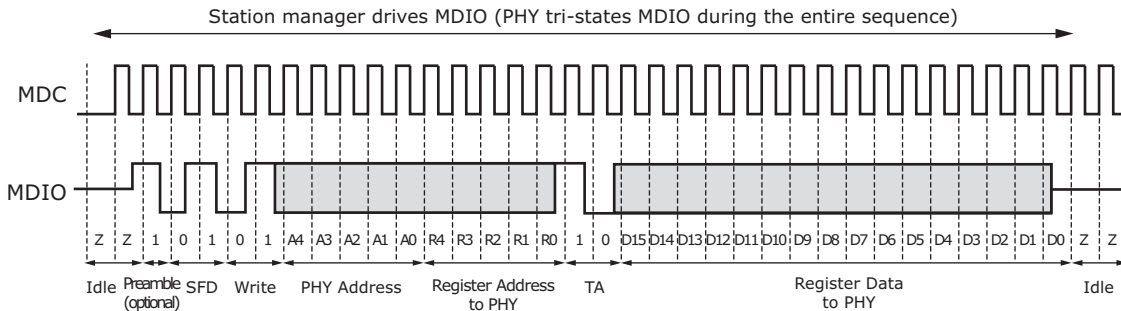 Station manager drives MDIO (PHY tri-states MDIO during the entire sequence)
MDC
MDIO
Z Z 1 0 1 0 1 A4 A3 A2 A1 A0 R4 R3 R2 R1 R0 1 0 D15 D14 D13 D12 D11 D10 D9 D8 D7 D6 D5 D4 D3 D2 D1 D0 Z Z
Idle Preamble (optional) SFD Write PHY Address Register Address to PHY TA Register Data to PHY Idle